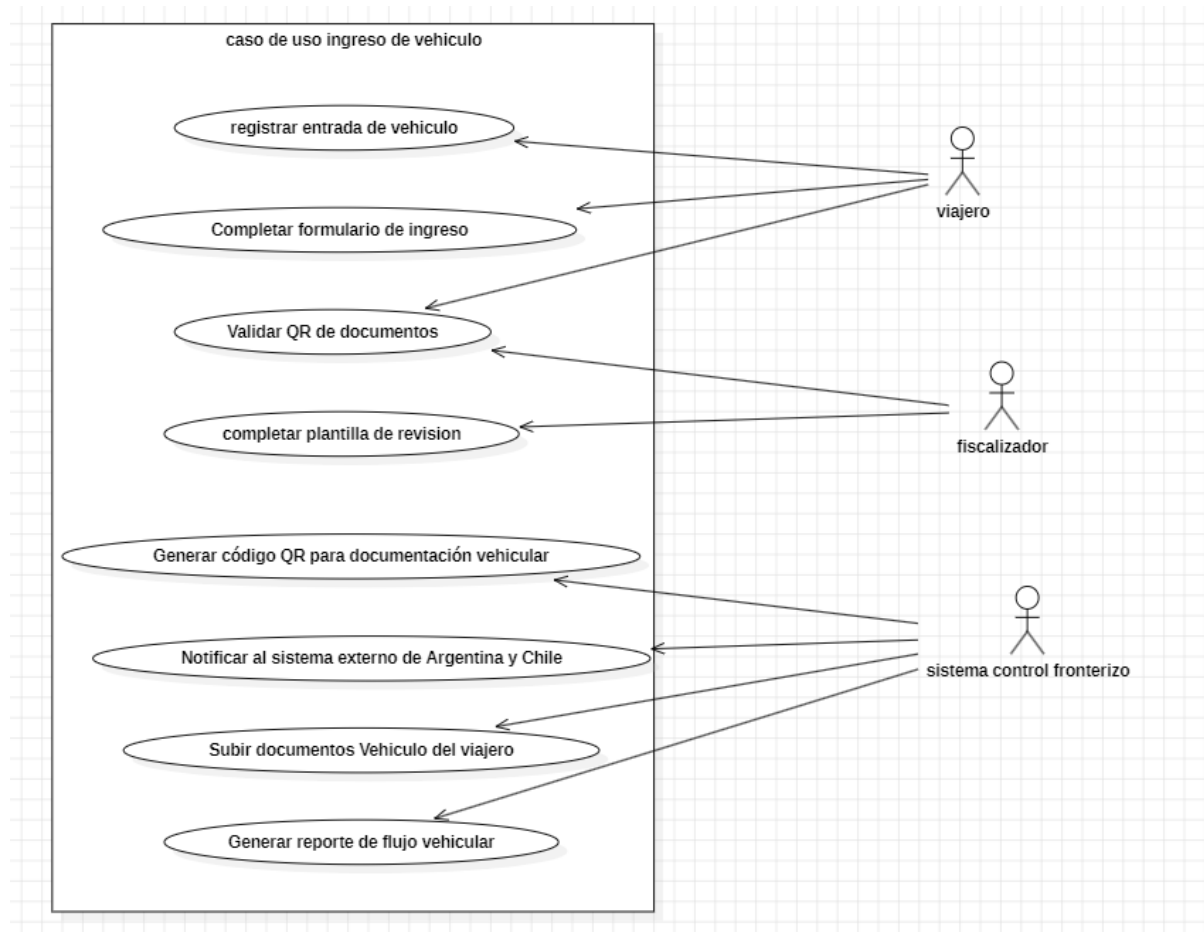 caso de uso ingreso de vehiculo
registrar entrada de vehiculo
viajero
Completar formulario de ingreso
Validar QR de documentos
completar plantilla de revision
fiscalizador
Generar código QR para documentación vehicular
Notificar al sistema externo de Argentina y Chile
sistema control fronterizo
Subir documentos Vehiculo del viajero
Generar reporte de flujo vehicular